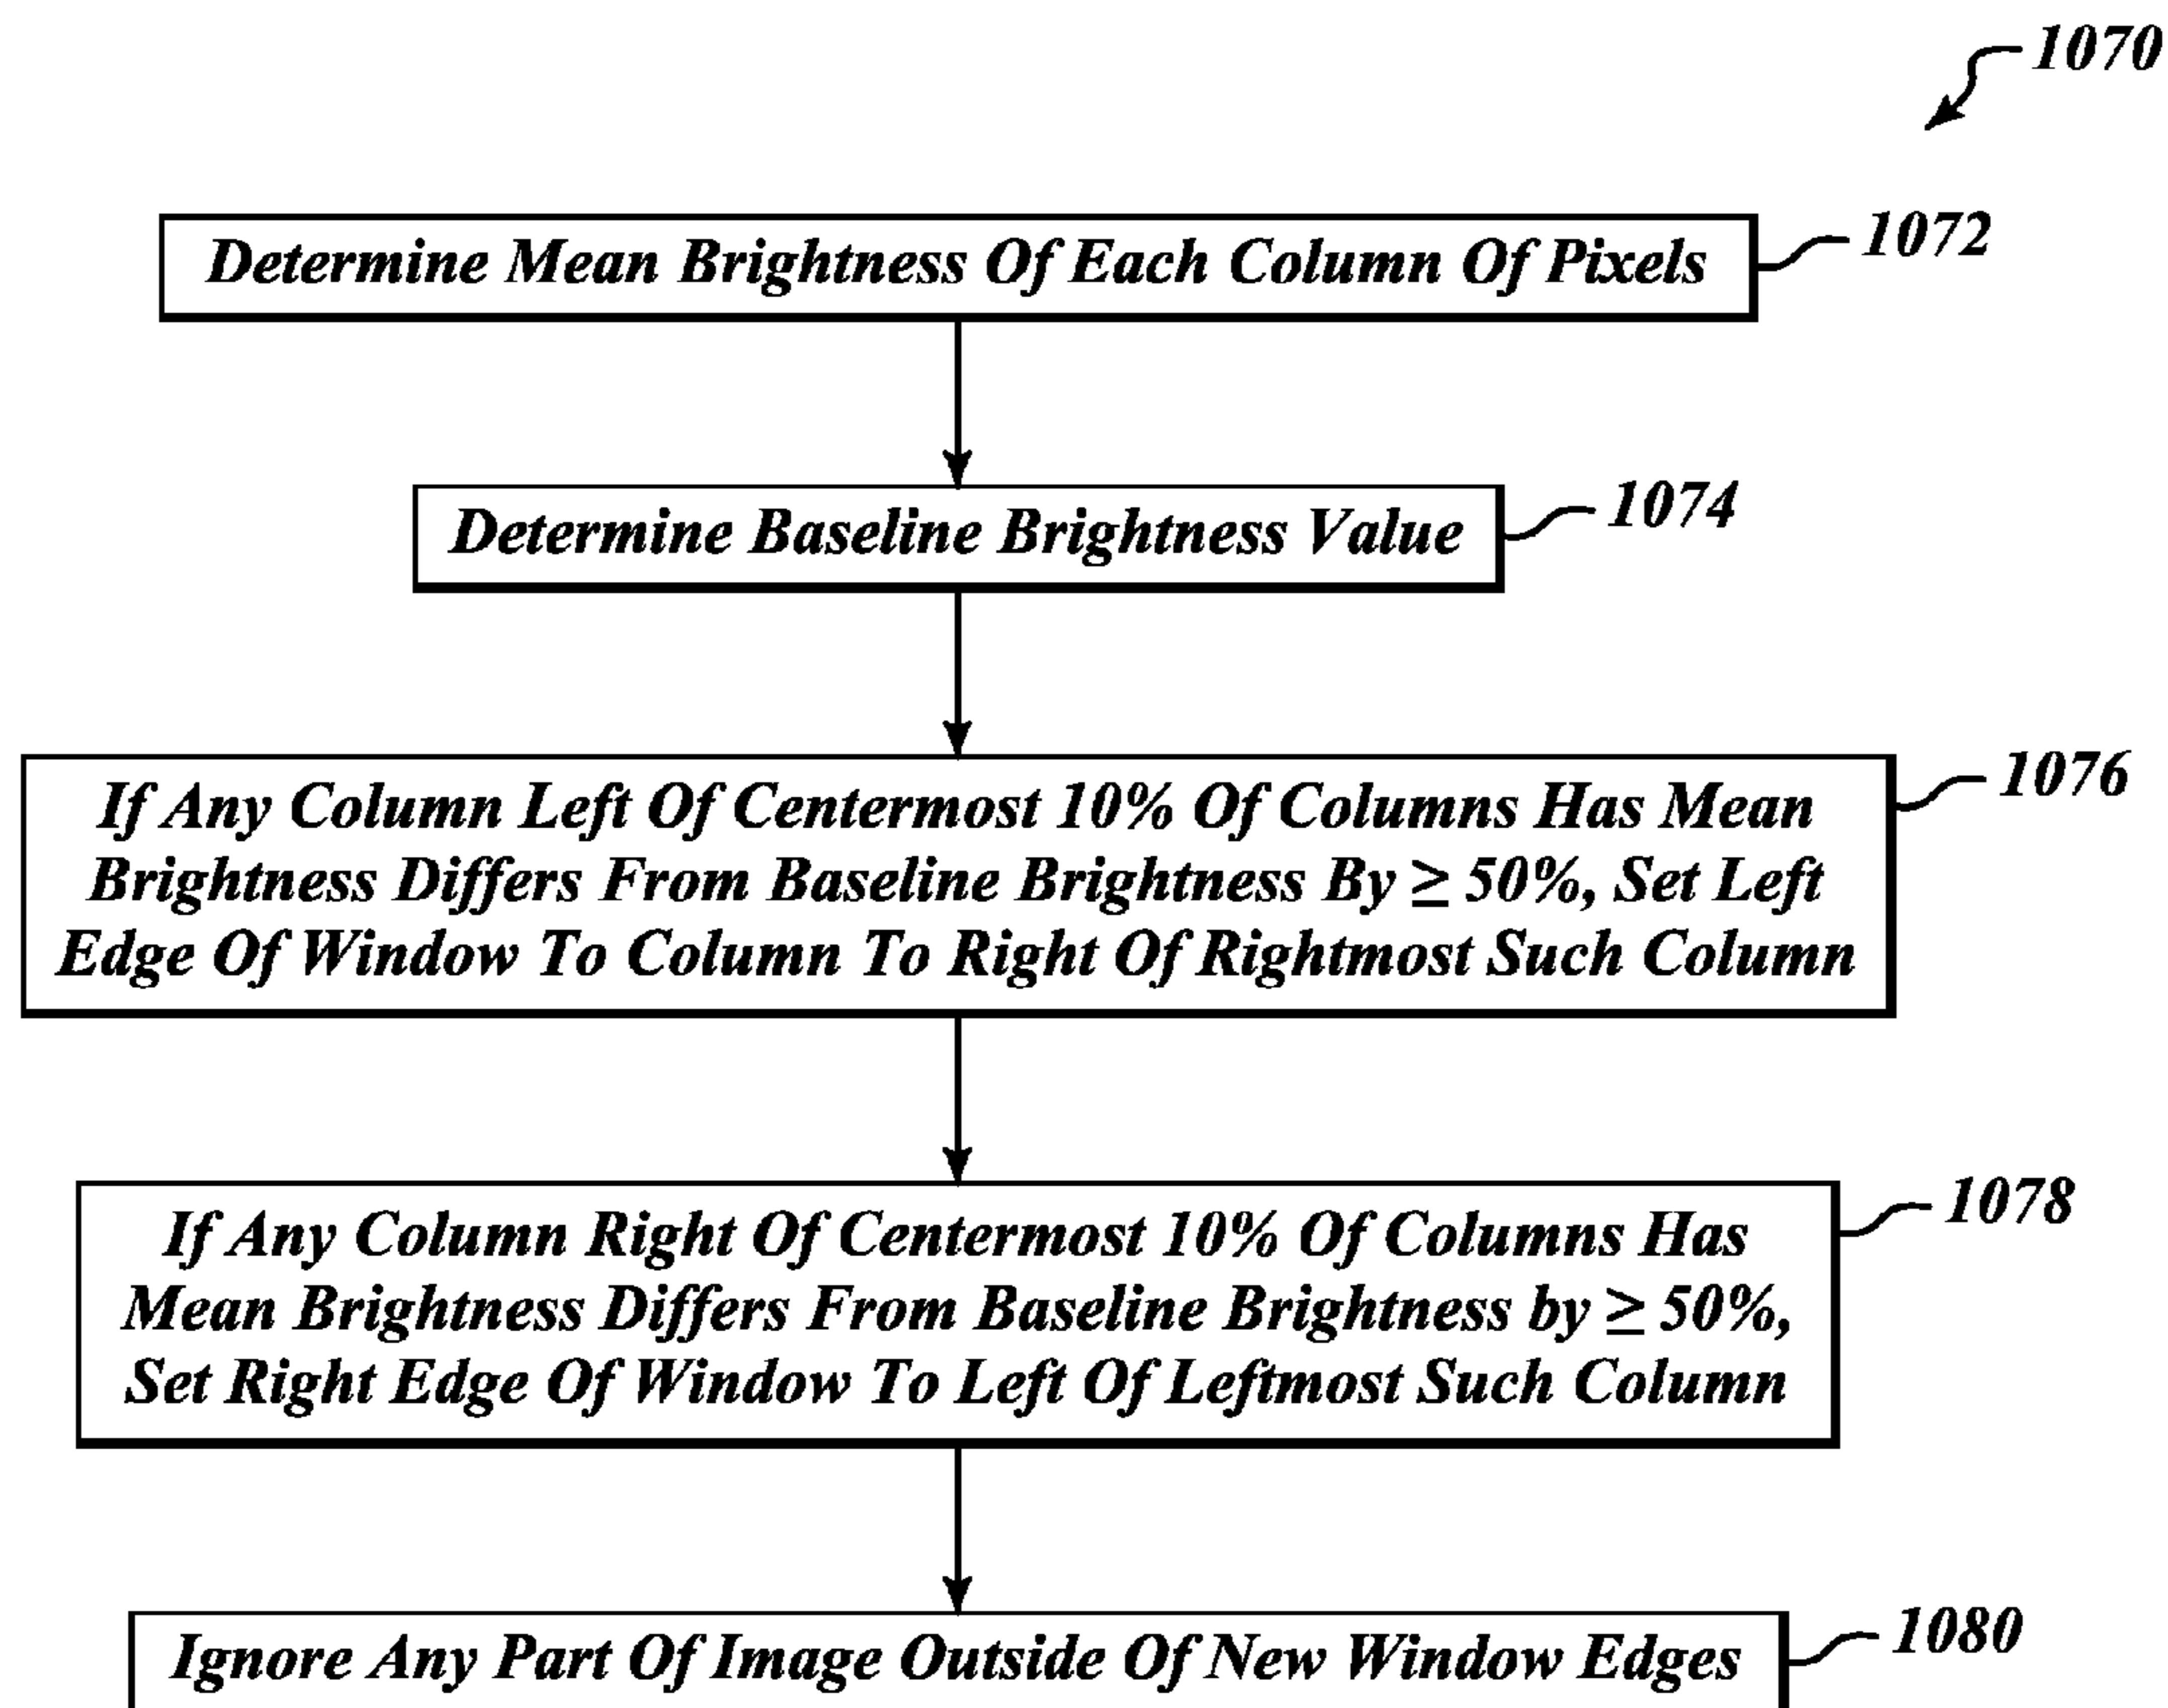 1070
Determine Mean Brightness Of Each Column Of Pixels
1072
Determine Baseline Brightness Value
1074
If Any Column Left Of Centermost 10% Of Columns Has Mean
Brightness Differs From Baseline Brightness By ≥ 50%, Set Left
Edge Of Window To Column To Right Of Rightmost Such Column
1076
If Any Column Right Of Centermost 10% Of Columns Has
Mean Brightness Differs From Baseline Brightness by ≥ 50%,
Set Right Edge Of Window To Left Of Leftmost Such Column
1078
Ignore Any Part Of Image Outside Of New Window Edges
1080